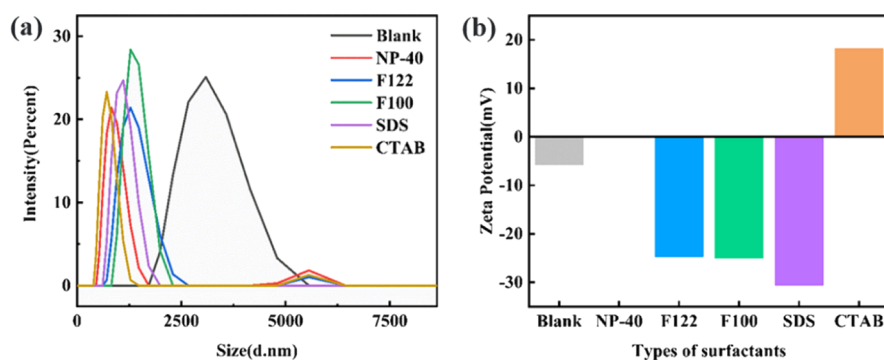 (a)
Intensity(Percent)
30
20
10
0
Blank
NP-40
F122
F100
SDS
CTAB
0
2500
5000
7500
Size(d.nm)
(b)
Zeta Potential(mV)
20
10
0
-10
-20
-30
Blank
NP-40
F122
F100
SDS
CTAB
Types of surfactants